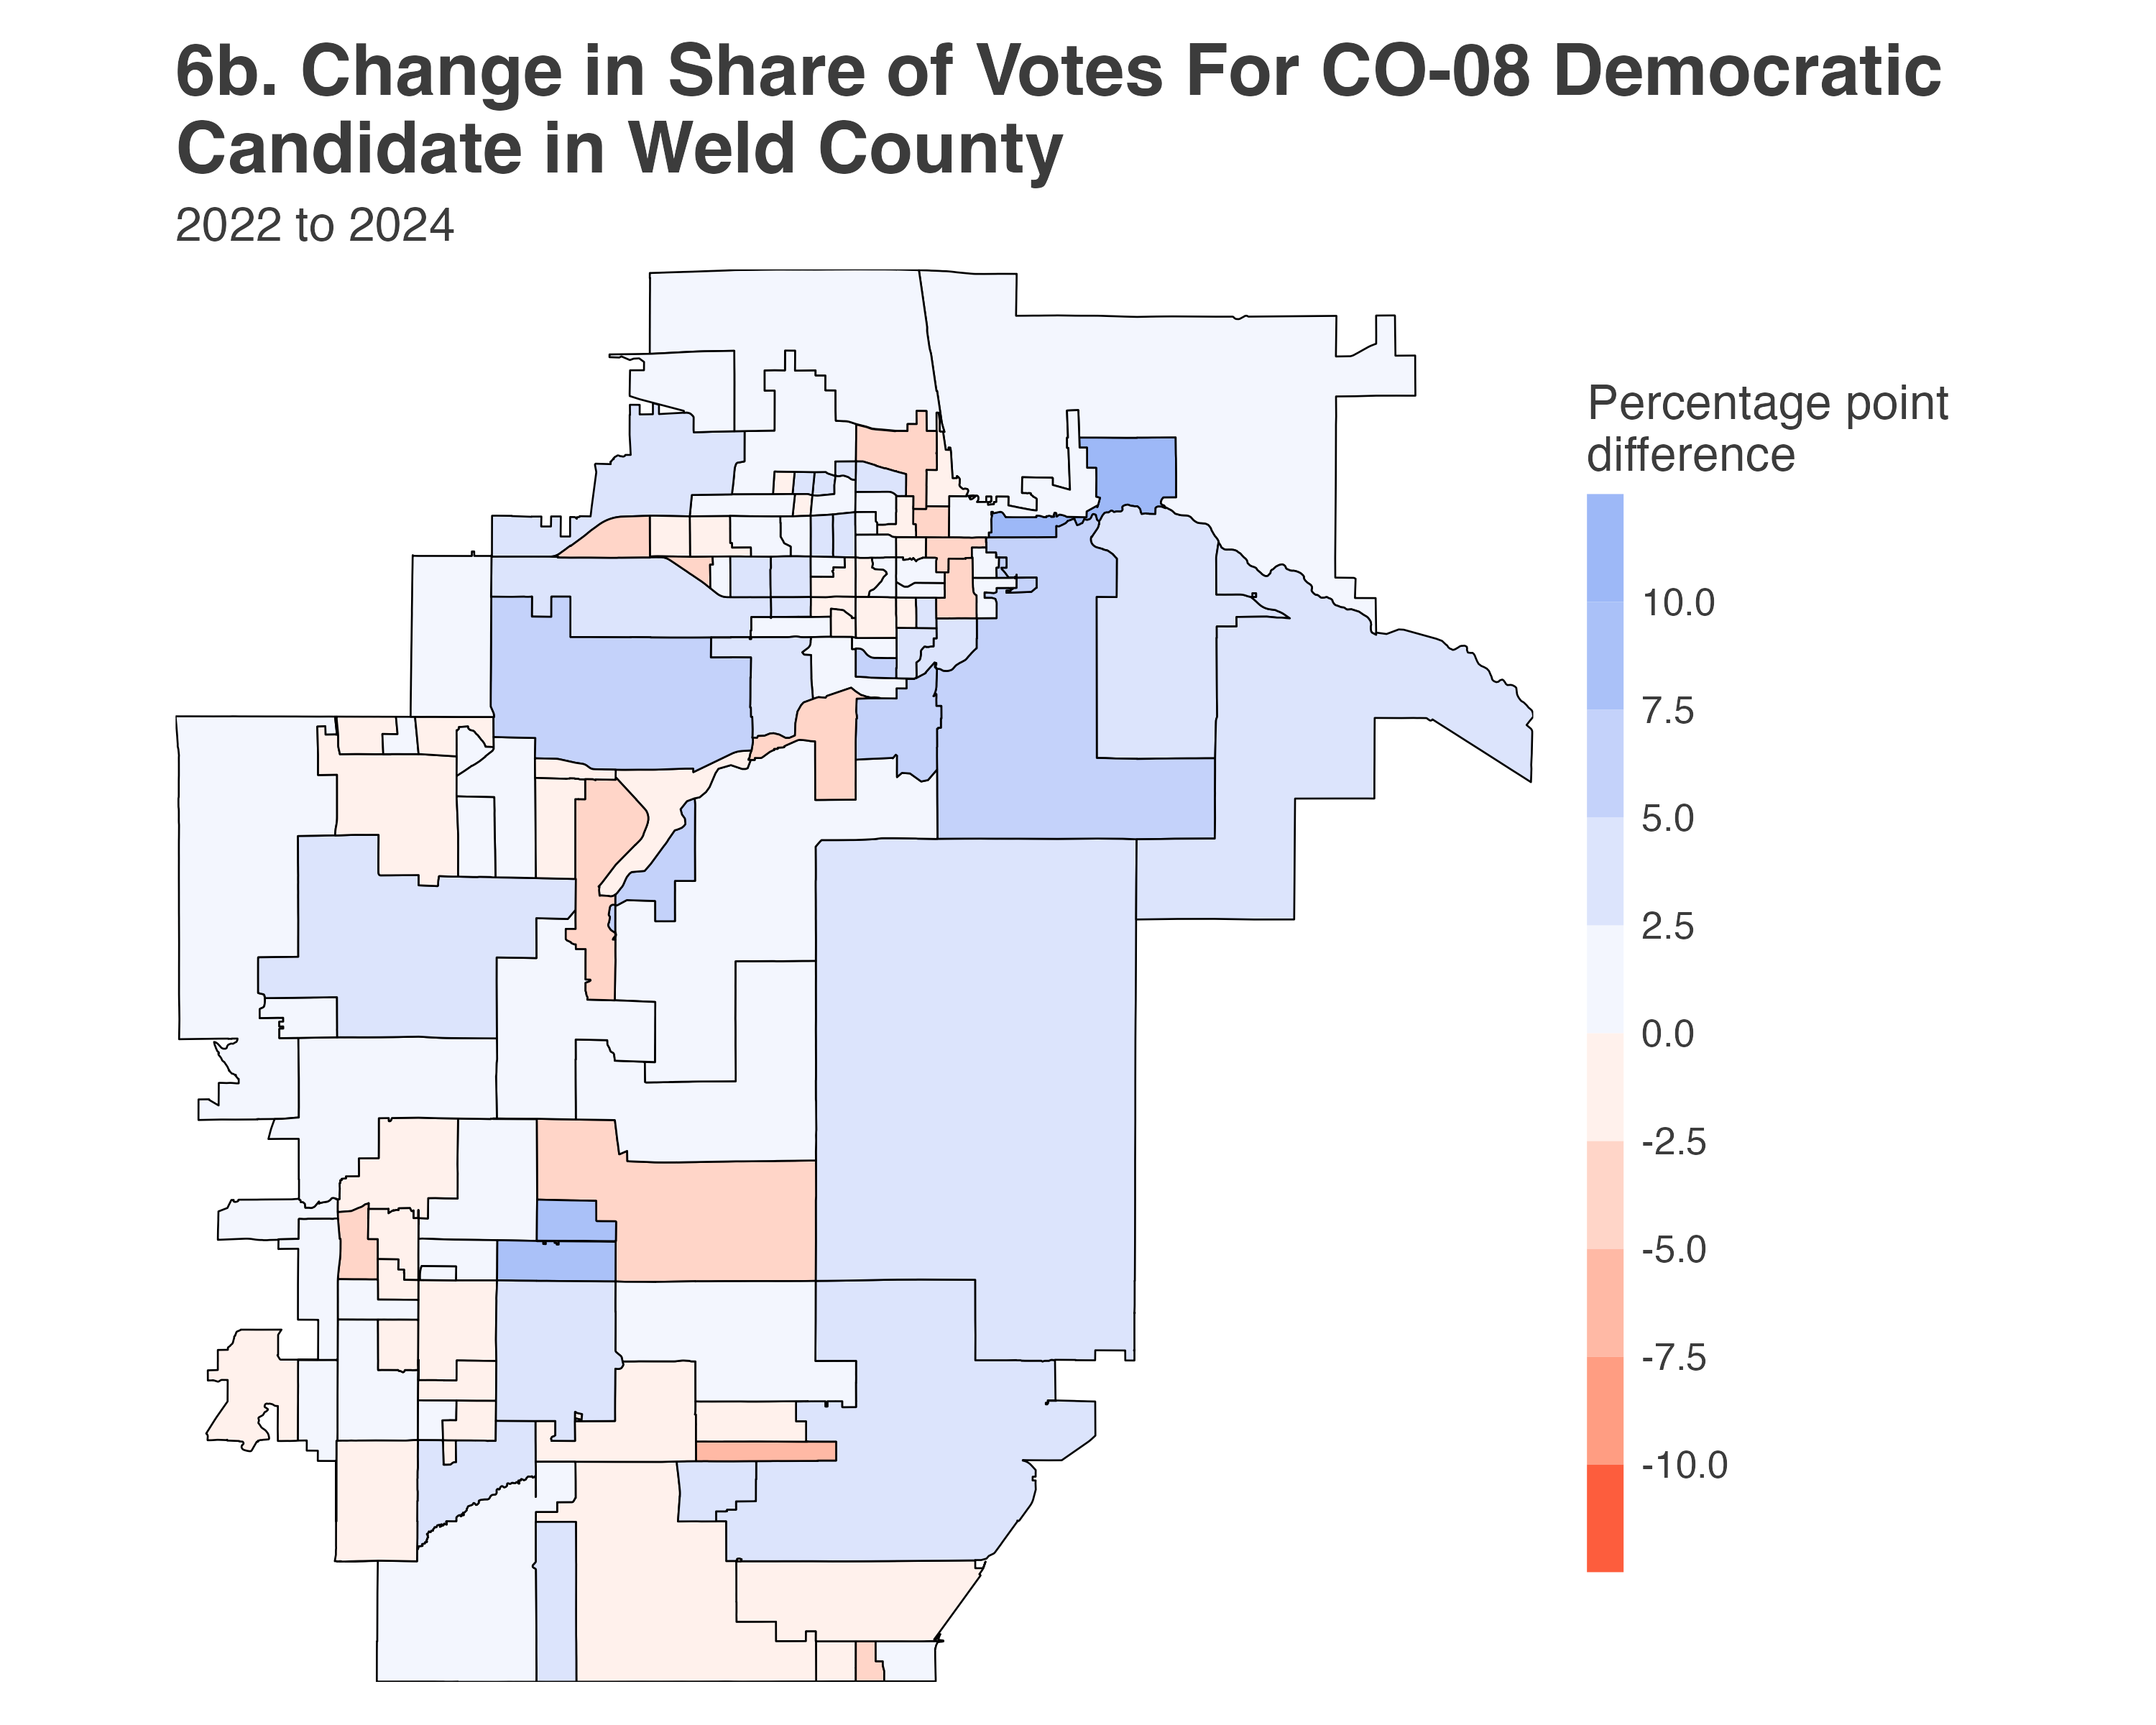 6b. Change in Share of Votes For CO-08 Democratic
Candidate in Weld County
2022 to 2024
Percentage point
difference
10.0
7.5
5.0
2.5
0.0
-2.5
-5.0
-7.5
-10.0